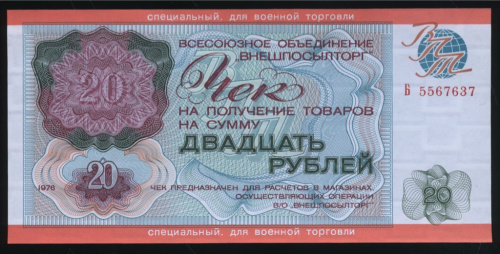 специальный, для военной торговли
ВСЕСОЮЗНОЕ ОБЪЕДИНЕНИЕ
"ВНЕШПОСЫЛТОРГ"
ВПТ
20
Чек
Б 5567637
НА ПОЛУЧЕНИЕ ТОВАРОВ
НА СУММУ
ДВАДЦАТЬ
РУБЛЕЙ
20
20
1976
ЧЕК ПРЕДНАЗНАЧЕН ДЛЯ РАСЧЕТОВ В МАГАЗИНАХ,
ОСУЩЕСТВЛЯЮЩИХ ОПЕРАЦИИ
В/О „ВНЕШПОСЫЛТОРГ"
специальный, для военной торговли